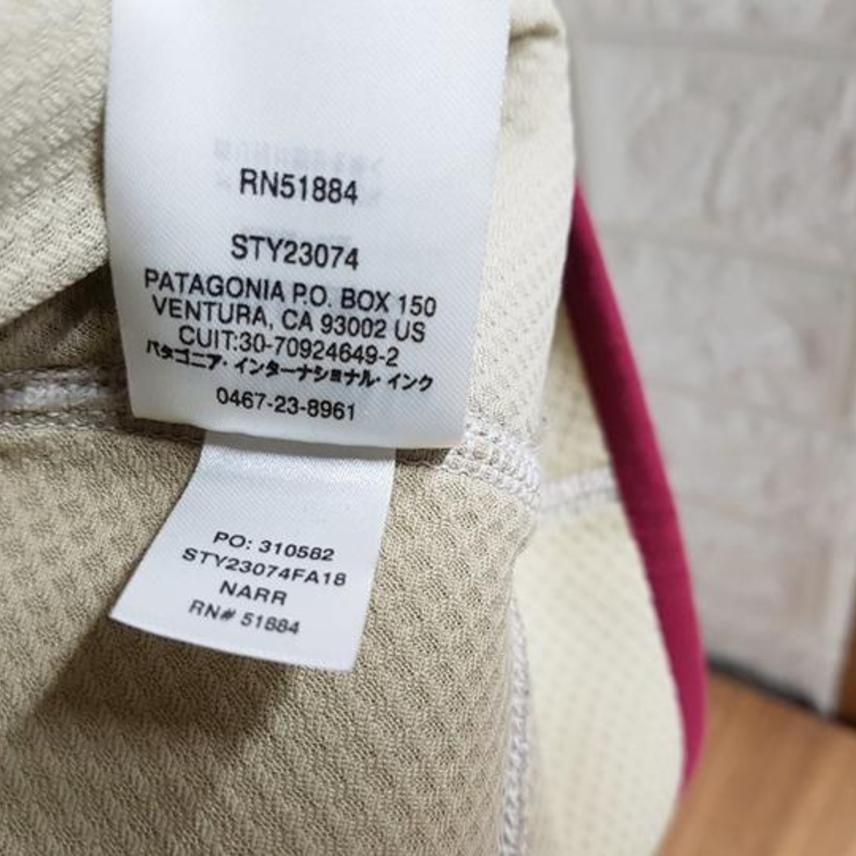 RN51884
STY23074
PATAGONIA P.O. BOX 150
VENTURA, CA 93002 US
CUIT:30-70924649-2
パタゴニア・インターナショナル・インク
0467-23-8961
PO: 310582
STY23074FA18
NARR
RN# 51884